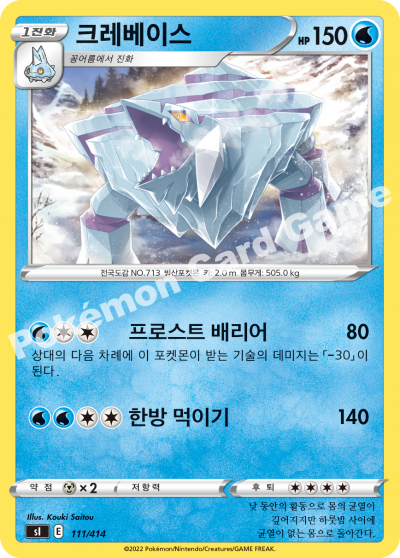 1진화 크레베이스 HP 150
꽁어름에서 진화
전국도감 NO.713 빙산포켓몬 키: 2.0 m 몸무게: 505.0 kg
프로스트 배리어 80
상대의 다음 차례에 이 포켓몬이 받는 기술의 데미지는 「-30」이
된다.
한방 먹이기 140
약점 ×2 저항력 후퇴
낮 동안의 활동으로 몸의 균열이
깊어지지만 하룻밤 사이에
균열이 없는 몸으로 돌아간다.
Illus. Kouki Saitou
sI E 111/414
©2022 Pokémon/Nintendo/Creatures/GAME FREAK.
Pokémon Card Game